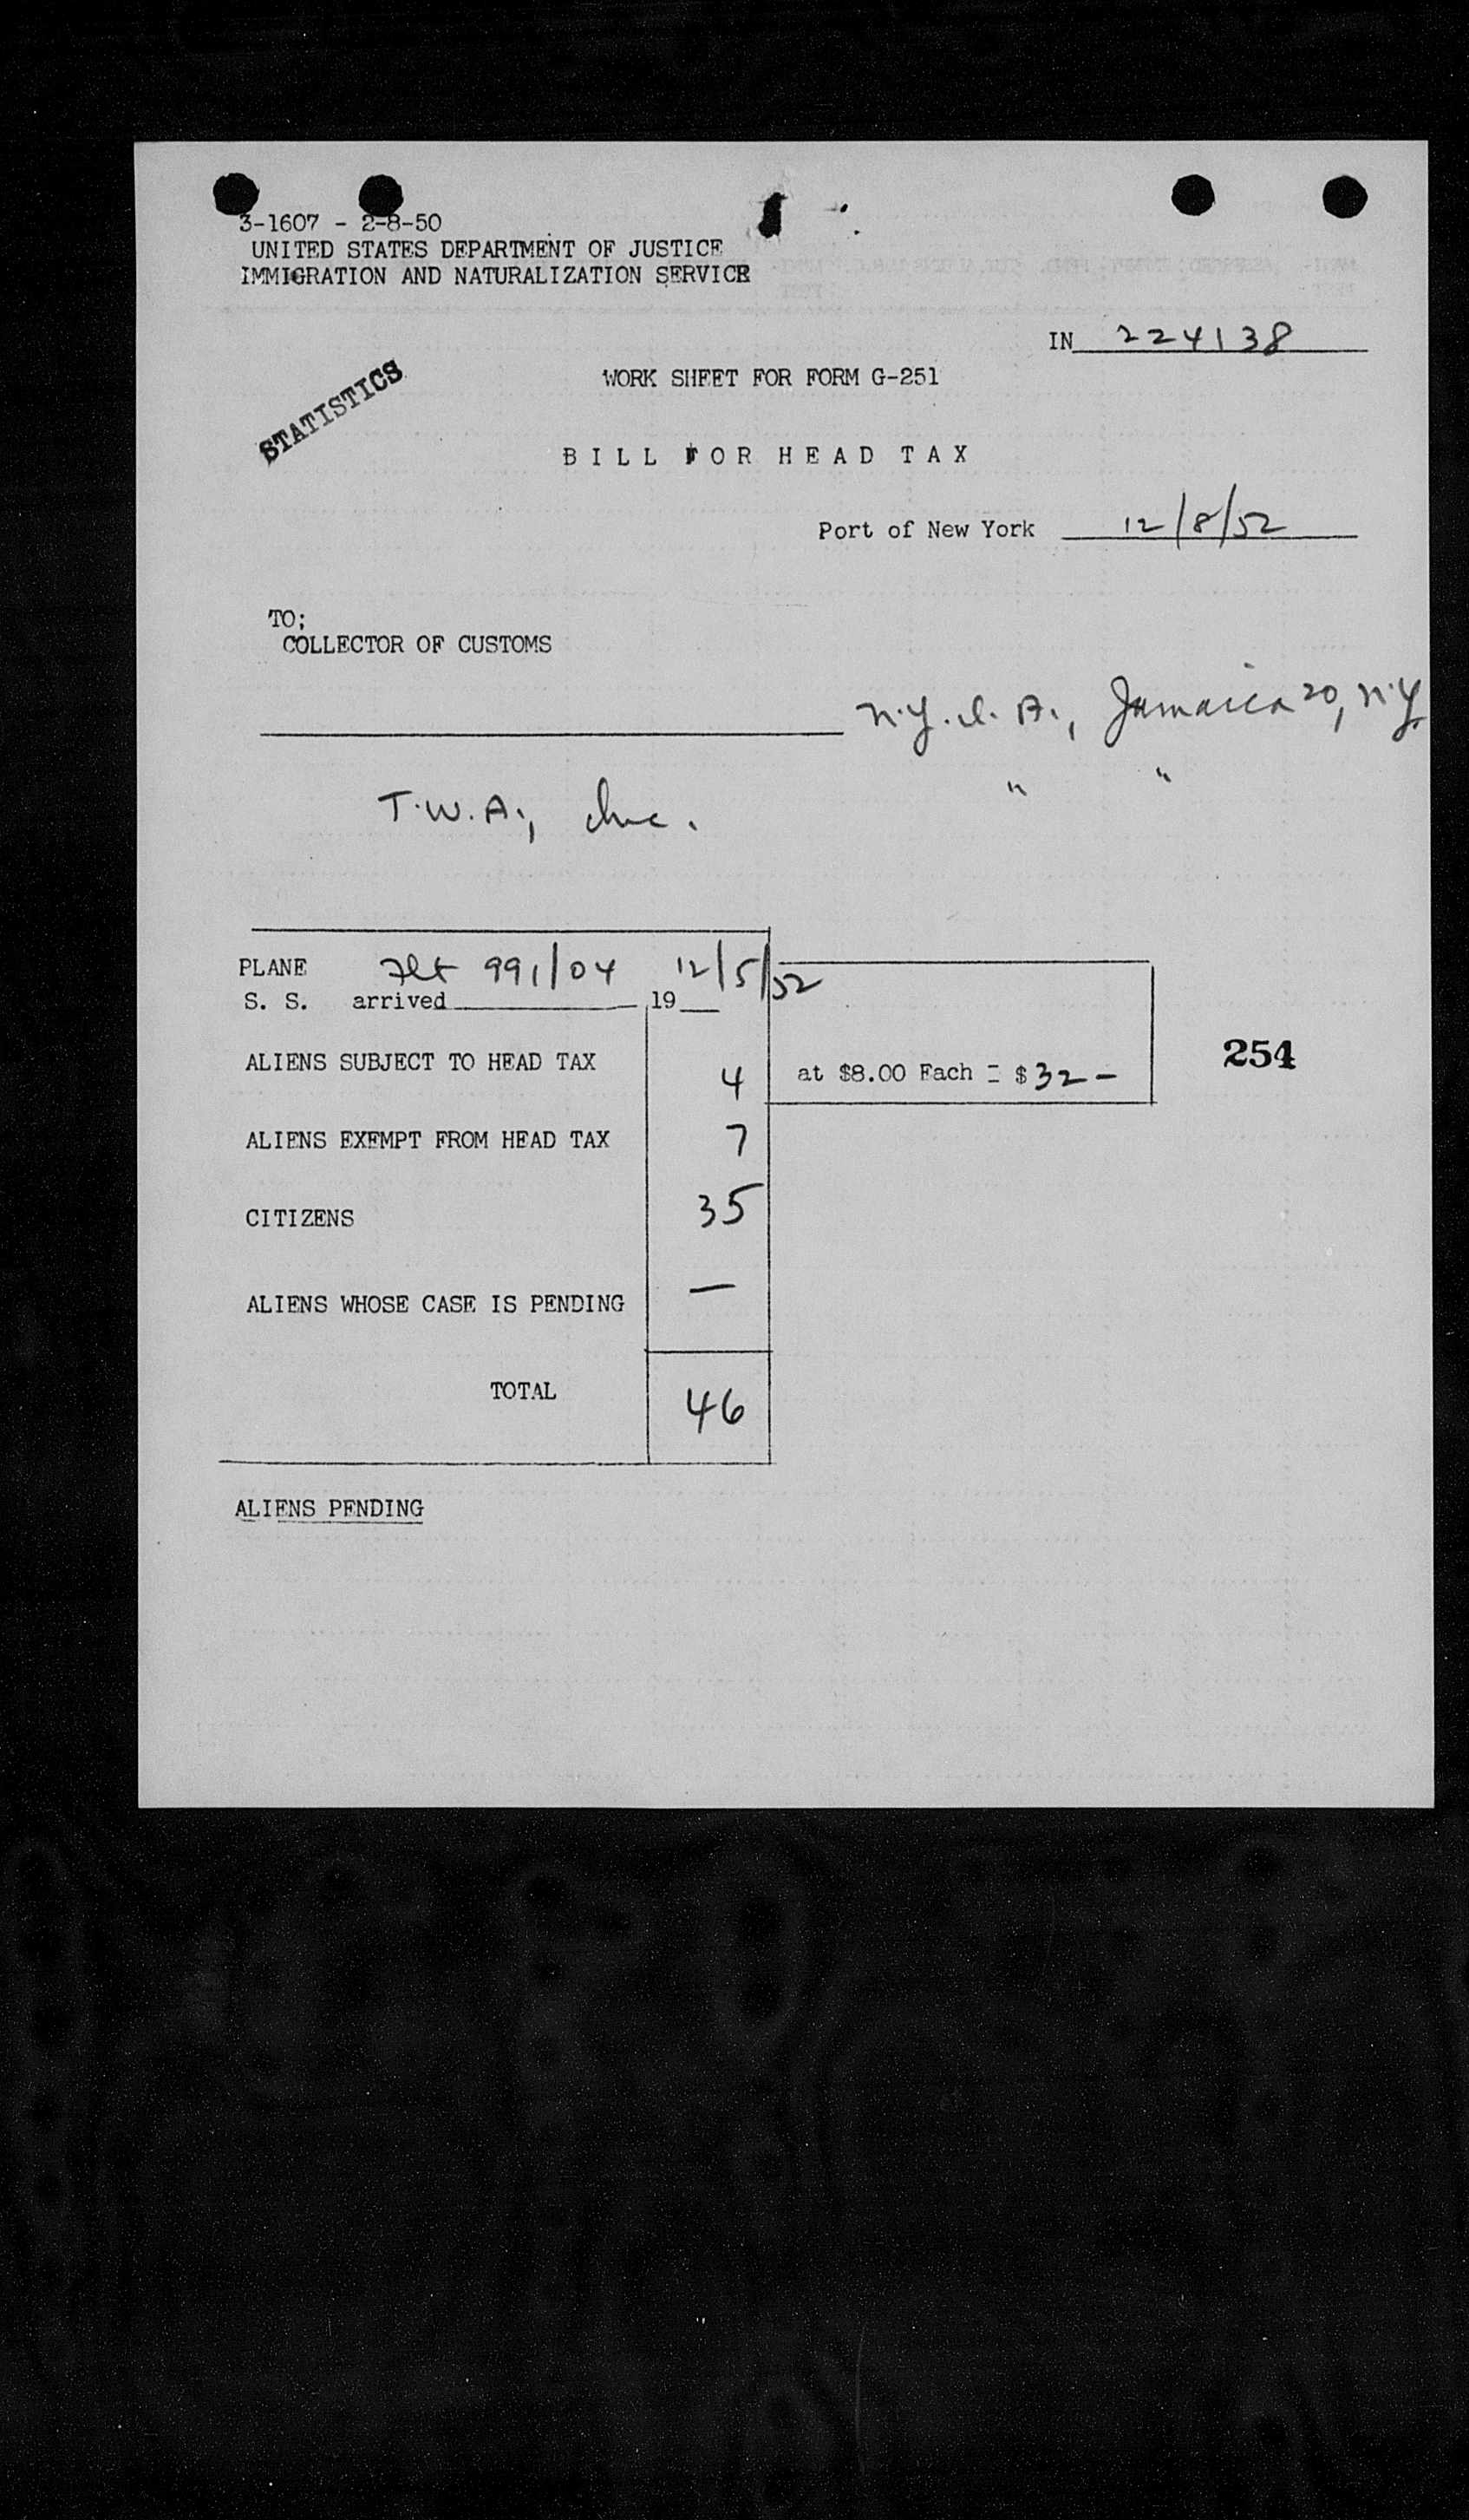 3-1607 - 2-8-50
UNITED STATES DEPARTMENT OF JUSTICE
IMMIGRATION AND NATURALIZATION SERVICE
IN 224138
STATISTICS
WORK SHEET FOR FORM G-251
BILL FOR HEAD TAX
Port of New York 12/8/52
TO;
COLLECTOR OF CUSTOMS
N.Y.I.A., Jamaica 20, N.Y.
" "
T.W.A., Inc.
PLANE Flt 991/04 12/5/52
S. S. arrived 19
ALIENS SUBJECT TO HEAD TAX 4 at $8.00 Each = $32-
254
ALIENS EXEMPT FROM HEAD TAX 7
CITIZENS 35
ALIENS WHOSE CASE IS PENDING —
TOTAL 46
ALIENS PENDING